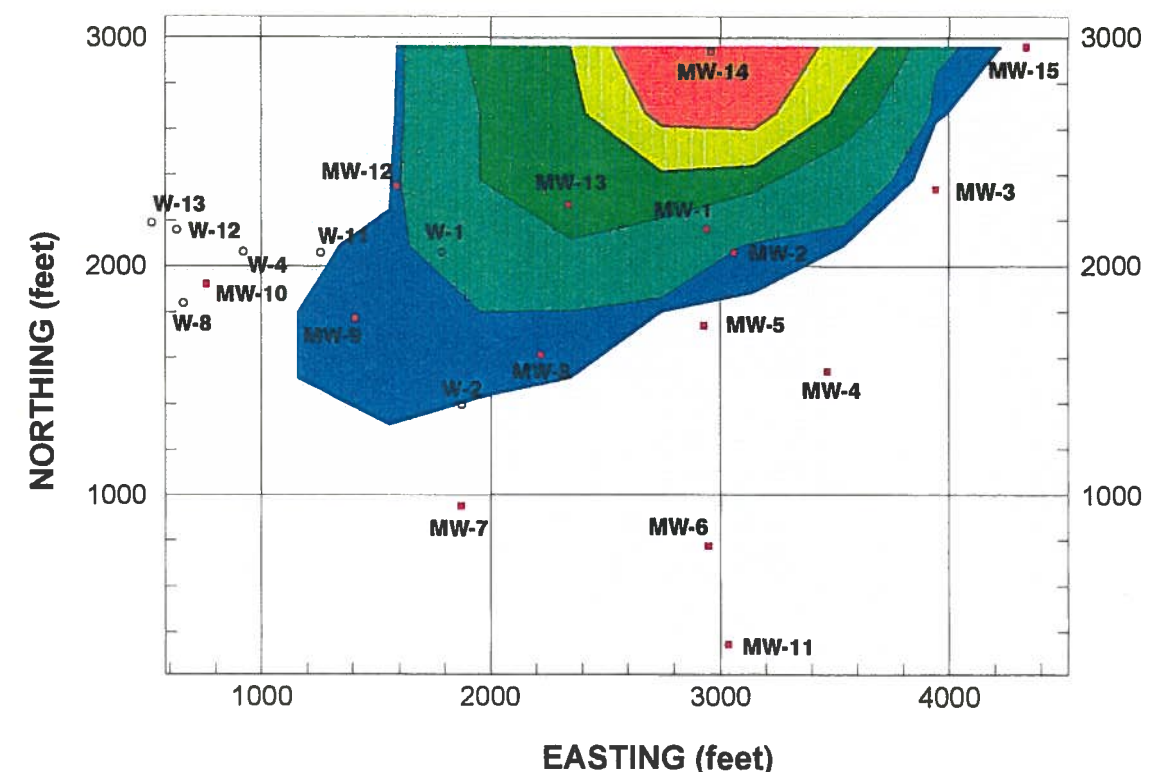 3000
3000
MW-14
MW-15
MW-12
MW-13
MW-3
W-13
W-12
W-11
W-1
MW-1
MW-2
2000
2000
W-4
MW-10
W-8
MW-9
MW-5
MW-8
W-2
MW-4
1000
1000
MW-7
MW-6
MW-11
1000
2000
3000
4000
NORTHING (feet)
EASTING (feet)